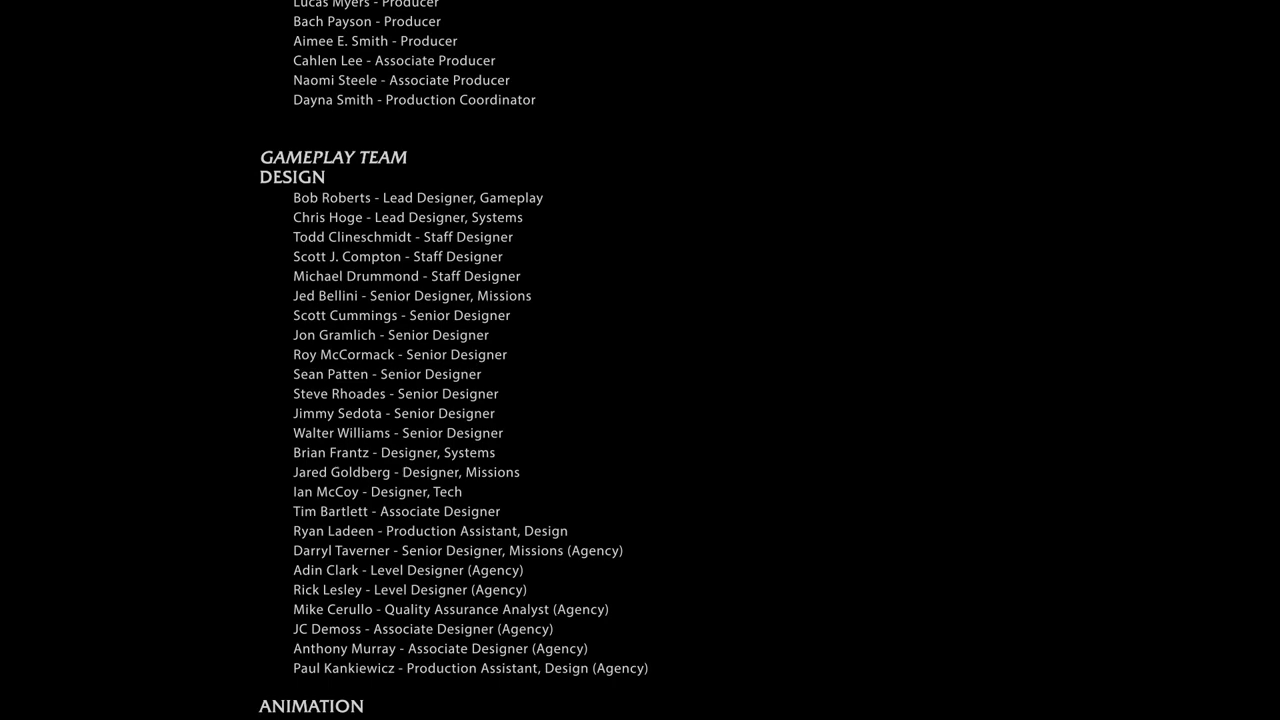 Lucas Myers - Producer
Bach Payson - Producer
Aimee E. Smith - Producer
Cahlen Lee - Associate Producer
Naomi Steele - Associate Producer
Dayna Smith - Production Coordinator
GAMEPLAY TEAM
DESIGN
Bob Roberts - Lead Designer, Gameplay
Chris Hoge - Lead Designer, Systems
Todd Clineschmidt - Staff Designer
Scott J. Compton - Staff Designer
Michael Drummond - Staff Designer
Jed Bellini - Senior Designer, Missions
Scott Cummings - Senior Designer
Jon Gramlich - Senior Designer
Roy McCormack - Senior Designer
Sean Patten - Senior Designer
Steve Rhoades - Senior Designer
Jimmy Sedota - Senior Designer
Walter Williams - Senior Designer
Brian Frantz - Designer, Systems
Jared Goldberg - Designer, Missions
Ian McCoy - Designer, Tech
Tim Bartlett - Associate Designer
Ryan Ladeen - Production Assistant, Design
Darryl Taverner - Senior Designer, Missions (Agency)
Adin Clark - Level Designer (Agency)
Rick Lesley - Level Designer (Agency)
Mike Cerullo - Quality Assurance Analyst (Agency)
JC Demoss - Associate Designer (Agency)
Anthony Murray - Associate Designer (Agency)
Paul Kankiewicz - Production Assistant, Design (Agency)
ANIMATION